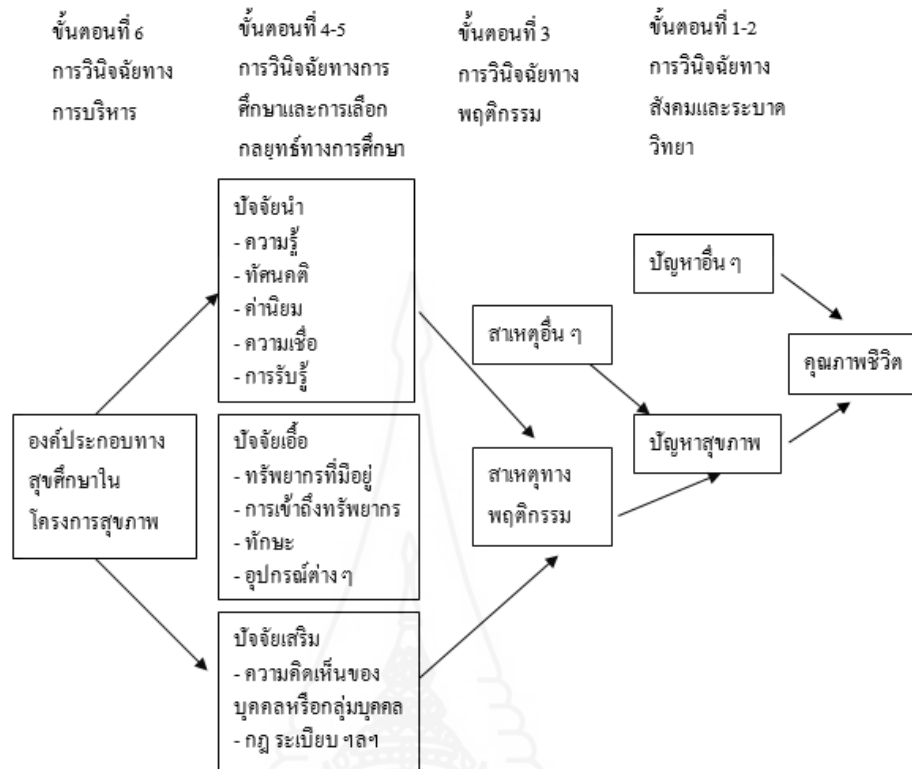 ขั้นตอนที่ 6
การวินิจฉัยทาง
การบริหาร
ขั้นตอนที่ 4-5
การวินิจฉัยทางการ
ศึกษาและการเลือก
กลยุทธ์ทางการศึกษา
ขั้นตอนที่ 3
การวินิจฉัยทาง
พฤติกรรม
ขั้นตอนที่ 1-2
การวินิจฉัยทาง
สังคมและระบาด
วิทยา
องค์ประกอบทาง
สุขศึกษาใน
โครงการสุขภาพ
ปัจจัยนำ
- ความรู้
- ทัศนคติ
- ค่านิยม
- ความเชื่อ
- การรับรู้
ปัจจัยเอื้อ
-ทรัพยากรที่มีอยู่
-การเข้าถึงทรัพยากร
-ทักษะ
-อุปกรณ์ต่าง ๆ
ปัจจัยเสริม
- ความคิดเห็นของ
บุคคลหรือกลุ่มบุคคล
- กฎ ระเบียบ ฯลฯ
สาเหตุอื่น ๆ
สาเหตุทาง
พฤติกรรม
ปัญหาอื่น ๆ
ปัญหาสุขภาพ
คุณภาพชีวิต